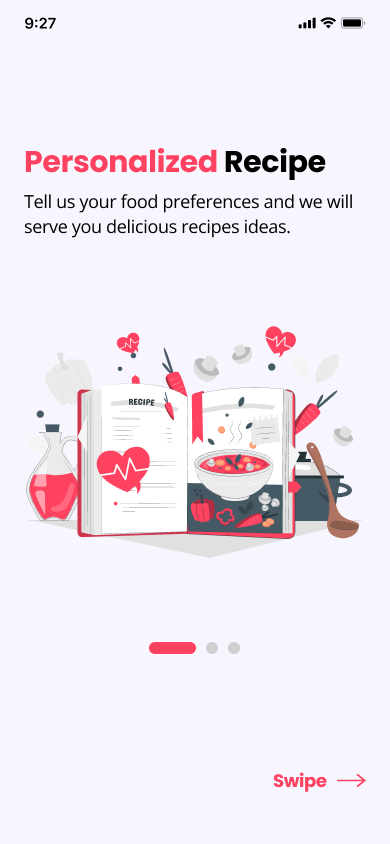 9:27
Personalized Recipe
Tell us your food preferences and we will
serve you delicious recipes ideas.
RECIPE
Swipe